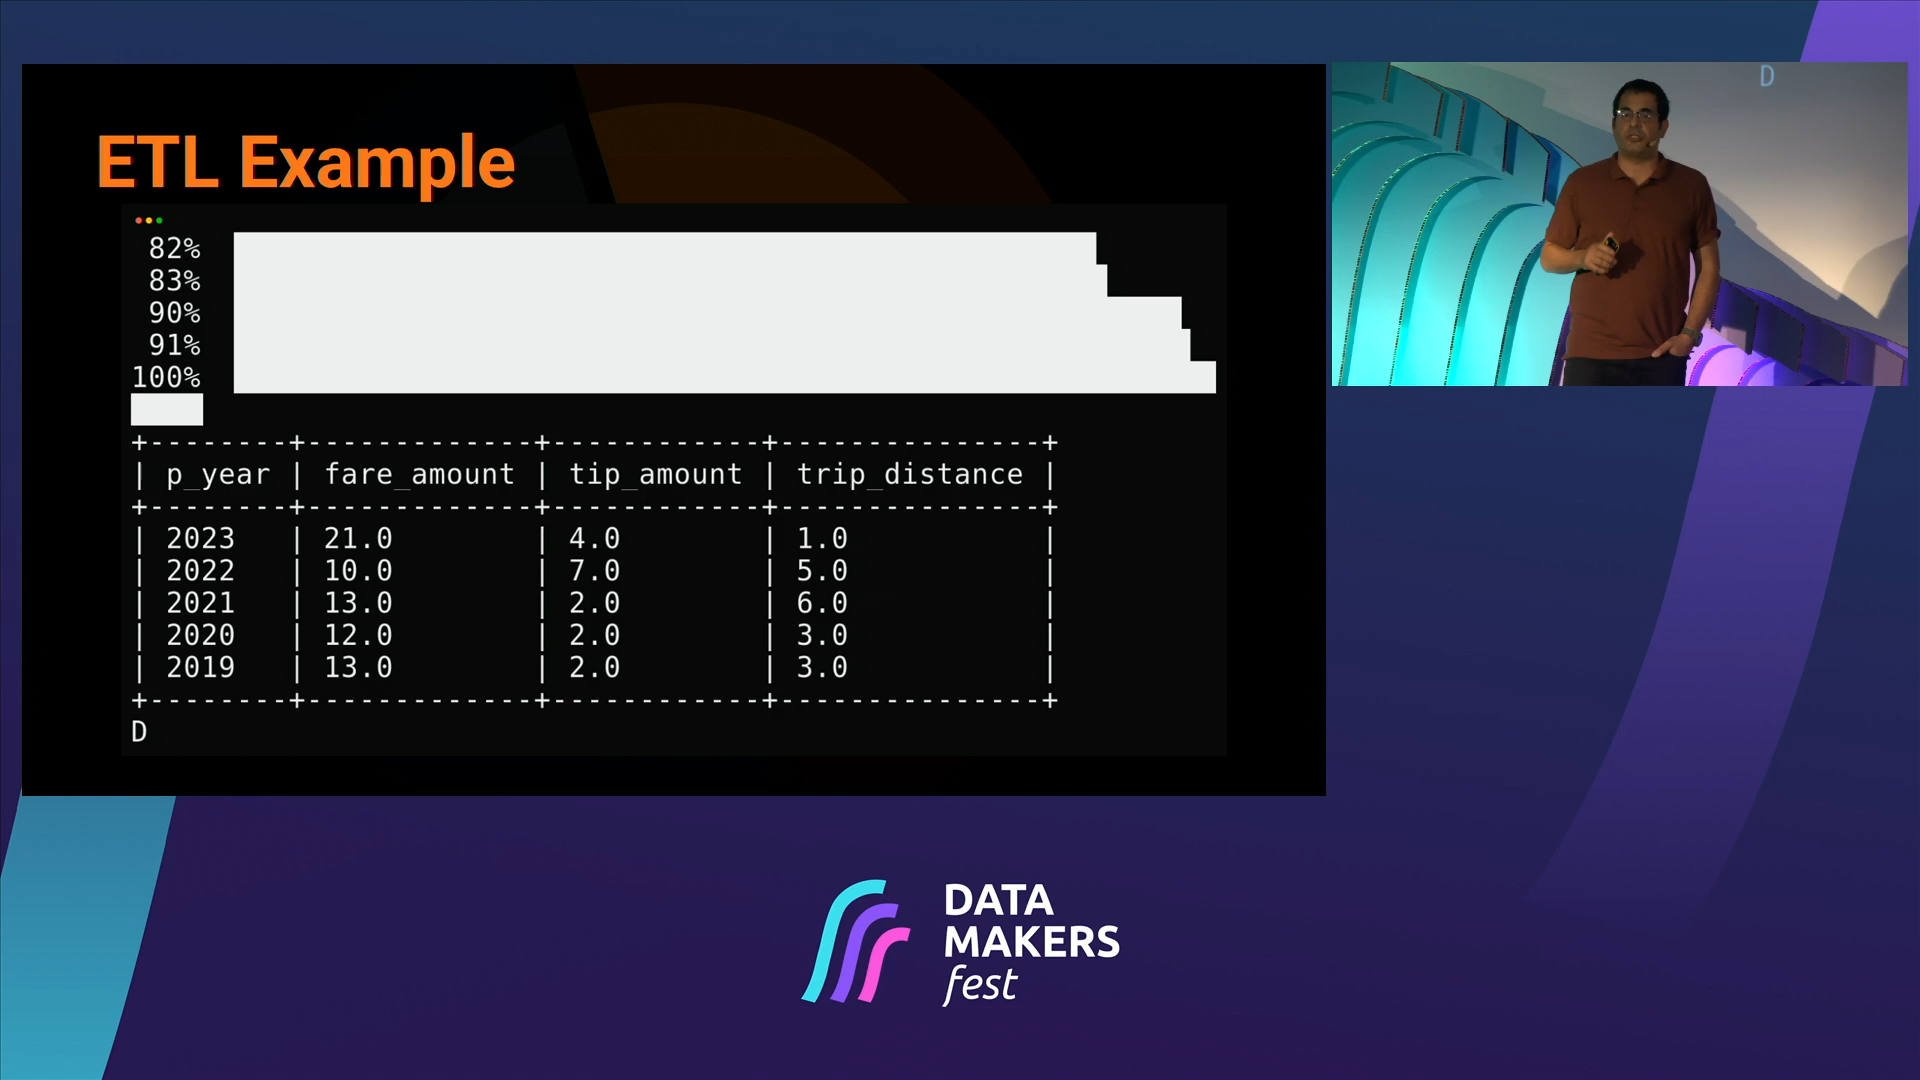 ETL Example
82%
83%
90%
91%
100%
+--------+-------------+------------+---------------+
| p_year | fare_amount | tip_amount | trip_distance |
+--------+-------------+------------+---------------+
| 2023 | 21.0 | 4.0 | 1.0 |
| 2022 | 10.0 | 7.0 | 5.0 |
| 2021 | 13.0 | 2.0 | 6.0 |
| 2020 | 12.0 | 2.0 | 3.0 |
| 2019 | 13.0 | 2.0 | 3.0 |
+--------+-------------+------------+---------------+
D
D
DATA
MAKERS
fest